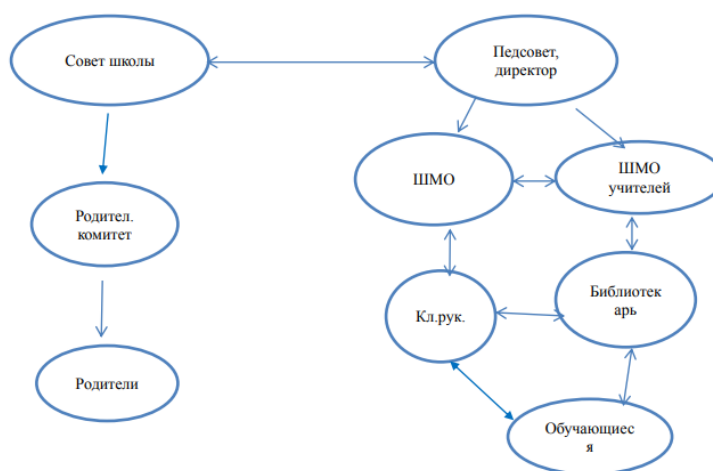 Совет школы
Педсовет,
директор
ШМО
ШМО
учителей
Родител.
комитет
Кл.рук.
Библиотек
арь
Родители
Обучающиес
я